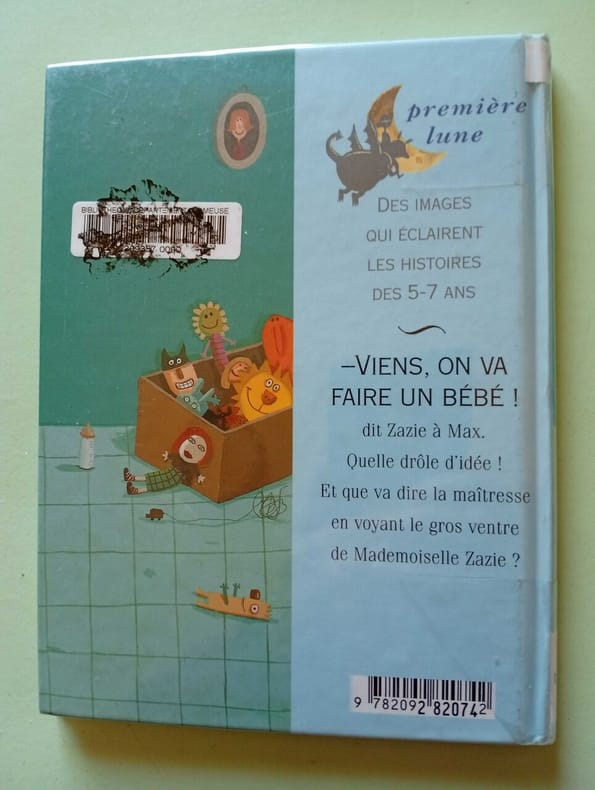 première
lune
DES IMAGES
QUI ÉCLAIRENT
LES HISTOIRES
DES 5-7 ANS
–VIENS, ON VA
FAIRE UN BÉBÉ !
dit Zazie à Max.
Quelle drôle d'idée !
Et que va dire la maîtresse
en voyant le gros ventre
de Mademoiselle Zazie ?
9 782092 820742